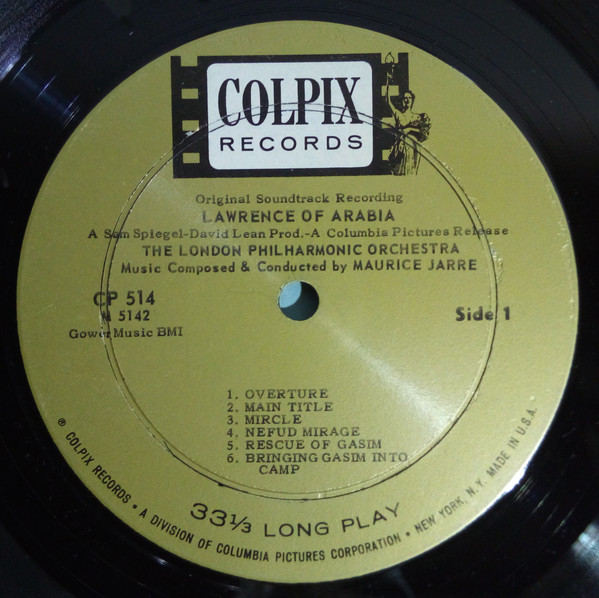 COLPIX
RECORDS
Original Soundtrack Recording
LAWRENCE OF ARABIA
A Sam Spiegel-David Lean Prod.-A Columbia Pictures Release
THE LONDON PHILHARMONIC ORCHESTRA
Music Composed & Conducted by MAURICE JARRE
CP 514
M 5142
Gower Music BMI
Side 1
1. OVERTURE
2. MAIN TITLE
3. MIRCLE
4. NEFUD MIRAGE
5. RESCUE OF GASIM
6. BRINGING GASIM INTO
CAMP
33⅓ LONG PLAY
℗ COLPIX RECORDS • A DIVISION OF COLUMBIA PICTURES CORPORATION • NEW YORK, N.Y. MADE IN U.S.A.